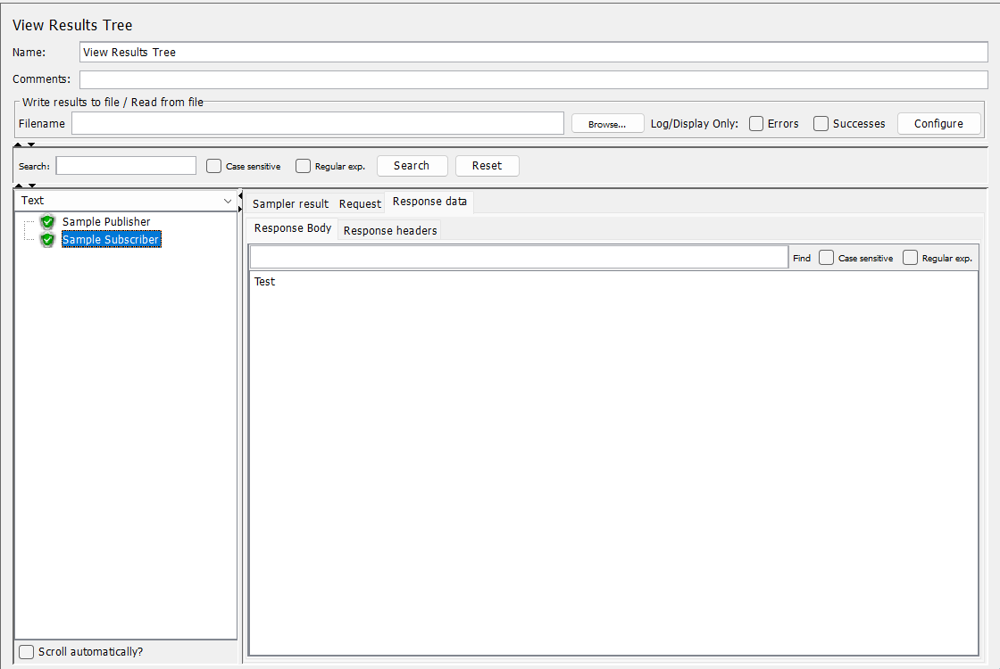 View Results Tree
Name: View Results Tree
Comments:
Write results to file / Read from file
Filename Browse... Log/Display Only: Errors Successes Configure
Search: Case sensitive Regular exp. Search Reset
Text
Sample Publisher
Sample Subscriber
Scroll automatically?
Sampler result Request Response data
Response Body Response headers
Find Case sensitive Regular exp.
Test